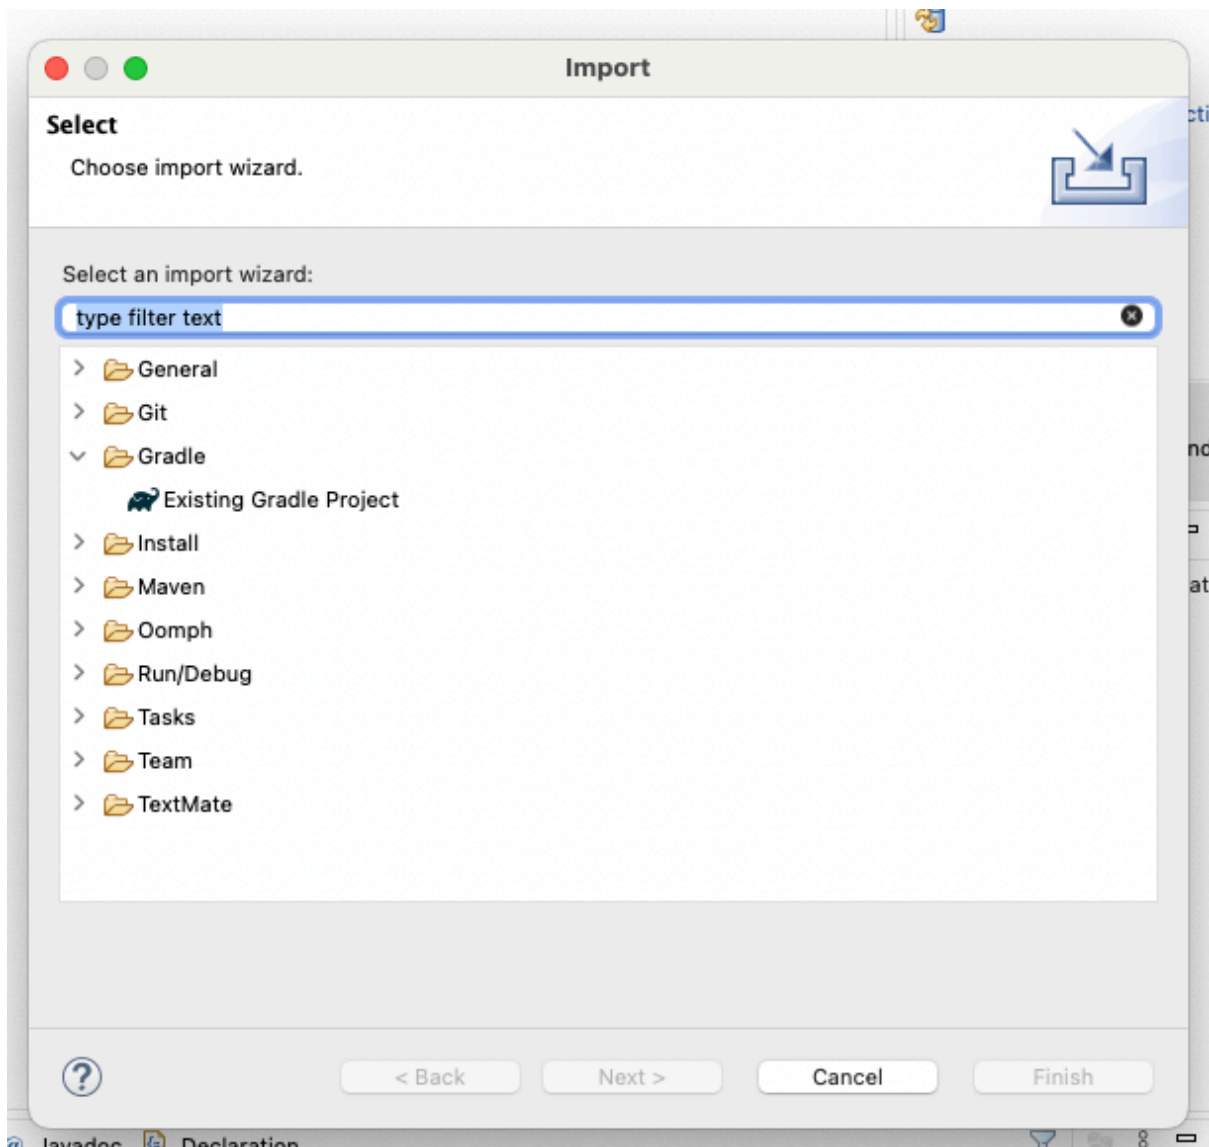 Import
Select
Choose import wizard.
Select an import wizard:
type filter text
General
Git
Gradle
Existing Gradle Project
Install
Maven
Oomph
Run/Debug
Tasks
Team
TextMate
?
< Back
Next >
Cancel
Finish
Declaration